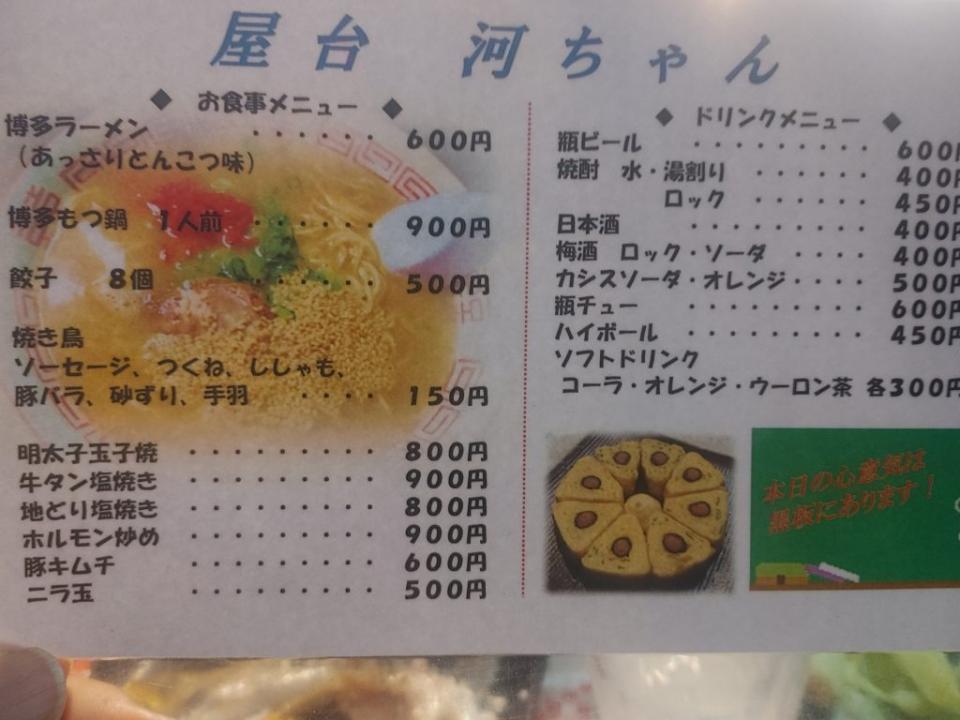 屋台 河ちゃん
◆ お食事メニュー ◆
博多ラーメン ・・・・・・ 600円
（あっさりとんこつ味）
博多もつ鍋 1人前 ・・・・・・ 900円
餃子 8個 ・・・・・・ 500円
焼き鳥
ソーセージ、つくね、ししゃも、
豚バラ、砂ずり、手羽 ・・・・ 150円
明太子玉子焼 ・・・・・・・・・ 800円
牛タン塩焼き ・・・・・・・・・ 900円
地どり塩焼き ・・・・・・・・・ 800円
ホルモン炒め ・・・・・・・・・ 900円
豚キムチ ・・・・・・・・・ 600円
ニラ玉 ・・・・・・・・・ 500円
◆ ドリンクメニュー ◆
瓶ビール ・・・・・・・・・ 600円
焼酎 水・湯割り ・・・・・・ 400円
ロック ・・・・・・ 450円
日本酒 ・・・・・・・・・ 400円
梅酒 ロック・ソーダ ・・・・ 400円
カシスソーダ・オレンジ・・・・ 500円
瓶チュー ・・・・・・・・・ 600円
ハイボール ・・・・・・・・・ 450円
ソフトドリンク
コーラ・オレンジ・ウーロン茶 各300円
本日の心意気は
黒板にあります！